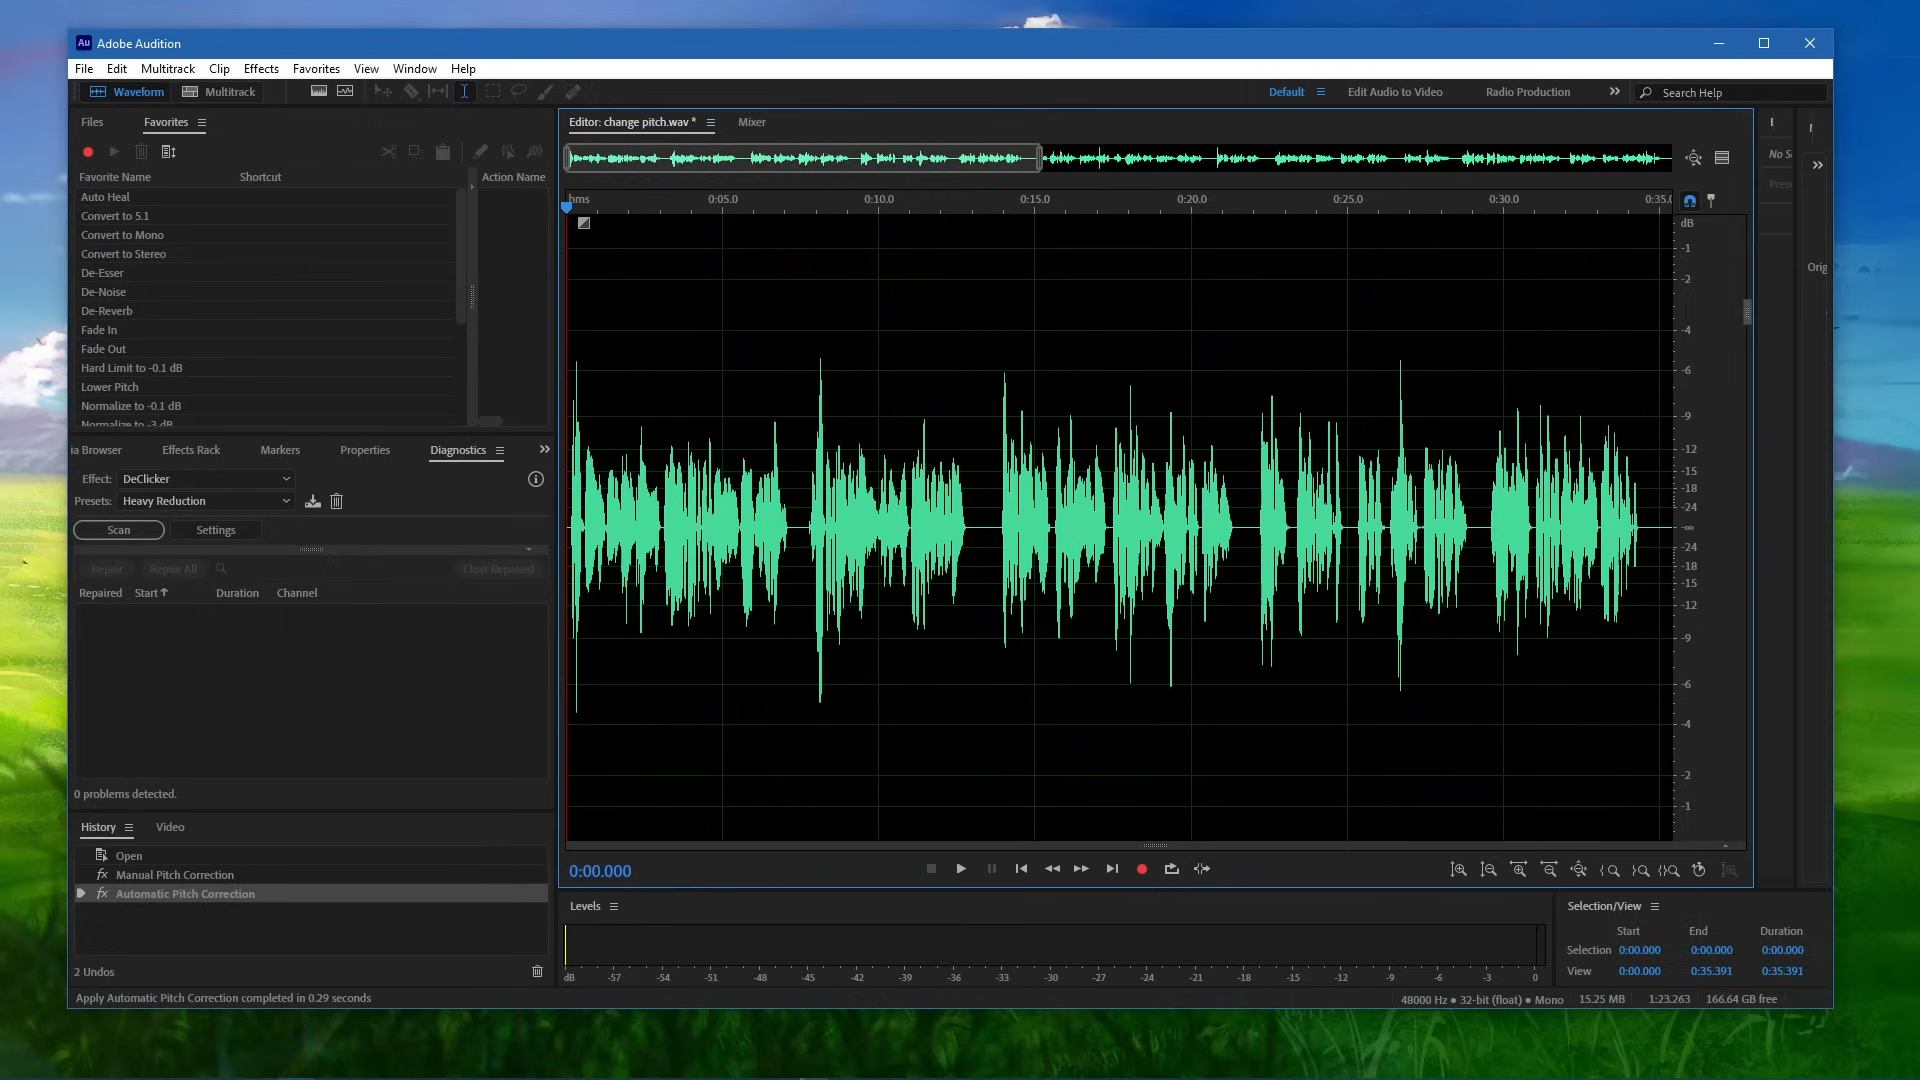 Au Adobe Audition
File Edit Multitrack Clip Effects Favorites View Window Help
Waveform Multitrack Default Edit Audio to Video Radio Production Search Help
Files Favorites
Favorite Name Shortcut Action Name
Auto Heal
Convert to 5.1
Convert to Mono
Convert to Stereo
De-Esser
De-Noise
De-Reverb
Fade In
Fade Out
Hard Limit to -0.1 dB
Lower Pitch
Normalize to -0.1 dB
Normalize to -3 dB
ia Browser Effects Rack Markers Properties Diagnostics
Effect: DeClicker
Presets: Heavy Reduction
Scan Settings
Repair Repair All Clear Repaired
Repaired Start Duration Channel
0 problems detected.
History Video
Open
fx Manual Pitch Correction
fx Automatic Pitch Correction
2 Undos
Editor: change pitch.wav * Mixer
hms 0:05.0 0:10.0 0:15.0 0:20.0 0:25.0 0:30.0 0:35.0
dB
-1
-2
-4
-6
-9
-12
-15
-18
-24
-∞
-24
-18
-15
-12
-9
-6
-4
-2
-1
No S
Prese
Orig
0:00.000
Levels
dB -57 -54 -51 -48 -45 -42 -39 -36 -33 -30 -27 -24 -21 -18 -15 -12 -9 -6 -3 0
Selection/View
Start End Duration
Selection 0:00.000 0:00.000 0:00.000
View 0:00.000 0:35.391 0:35.391
Apply Automatic Pitch Correction completed in 0.29 seconds
48000 Hz ● 32-bit (float) ● Mono 15.25 MB 1:23.263 166.64 GB free